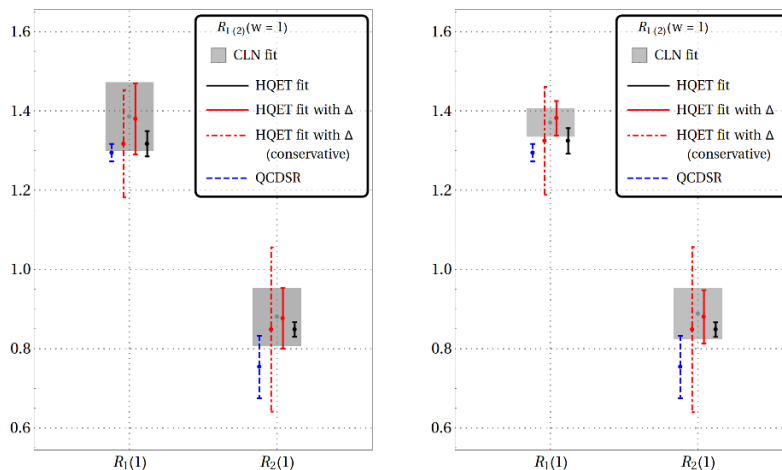 R1(2)(w = 1)
CLN fit
HQET fit
HQET fit with Δ
HQET fit with Δ
(conservative)
QCDSR
1.6
1.4
1.2
1.0
0.8
0.6
R1(1)
R2(1)
R1(2)(w = 1)
CLN fit
HQET fit
HQET fit with Δ
HQET fit with Δ
(conservative)
QCDSR
1.6
1.4
1.2
1.0
0.8
0.6
R1(1)
R2(1)